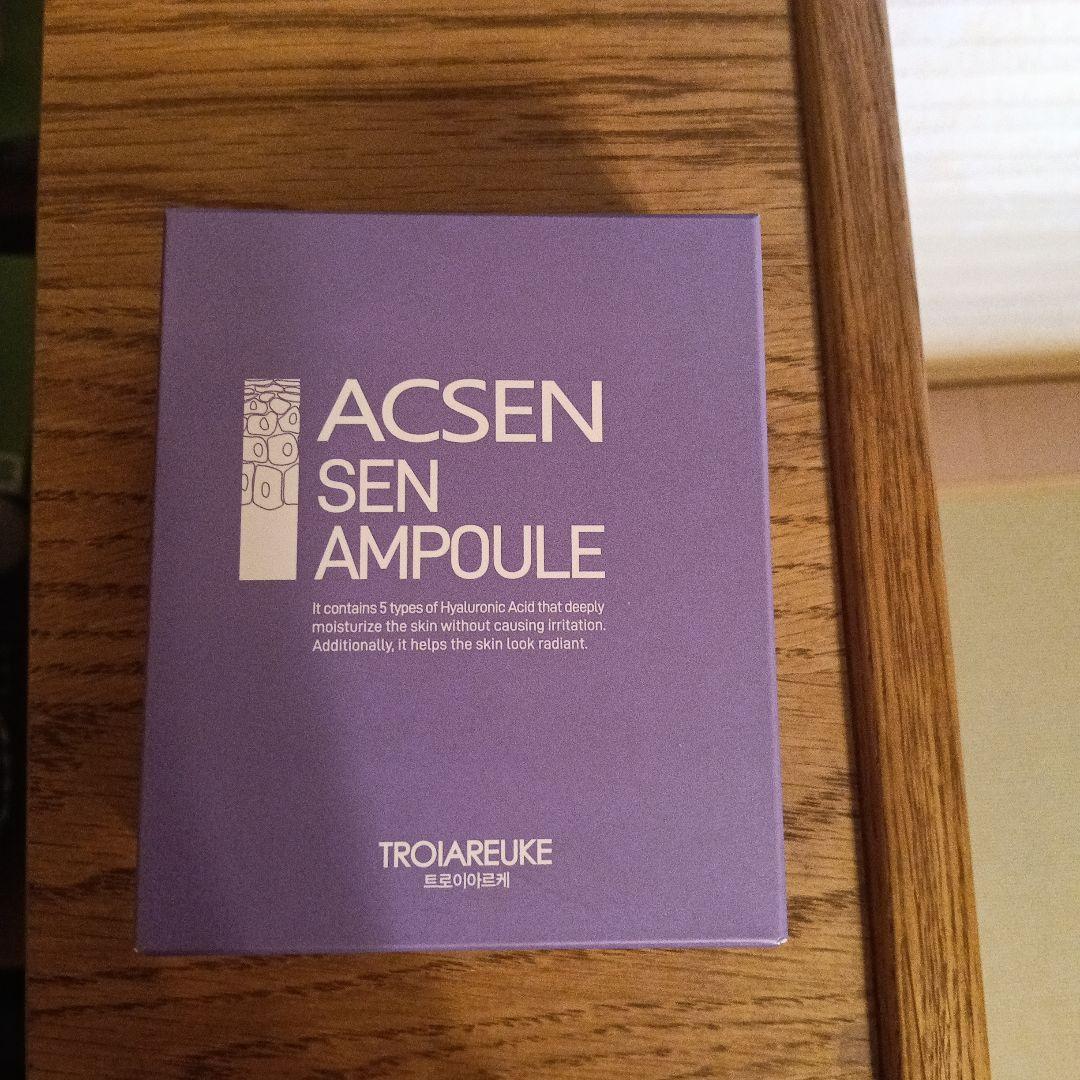 ACSEN
SEN
AMPOULE
It contains 5 types of Hyaluronic Acid that deeply
moisturize the skin without causing irritation.
Additionally, it helps the skin look radiant.
TROIAREUKE
트로이아르케